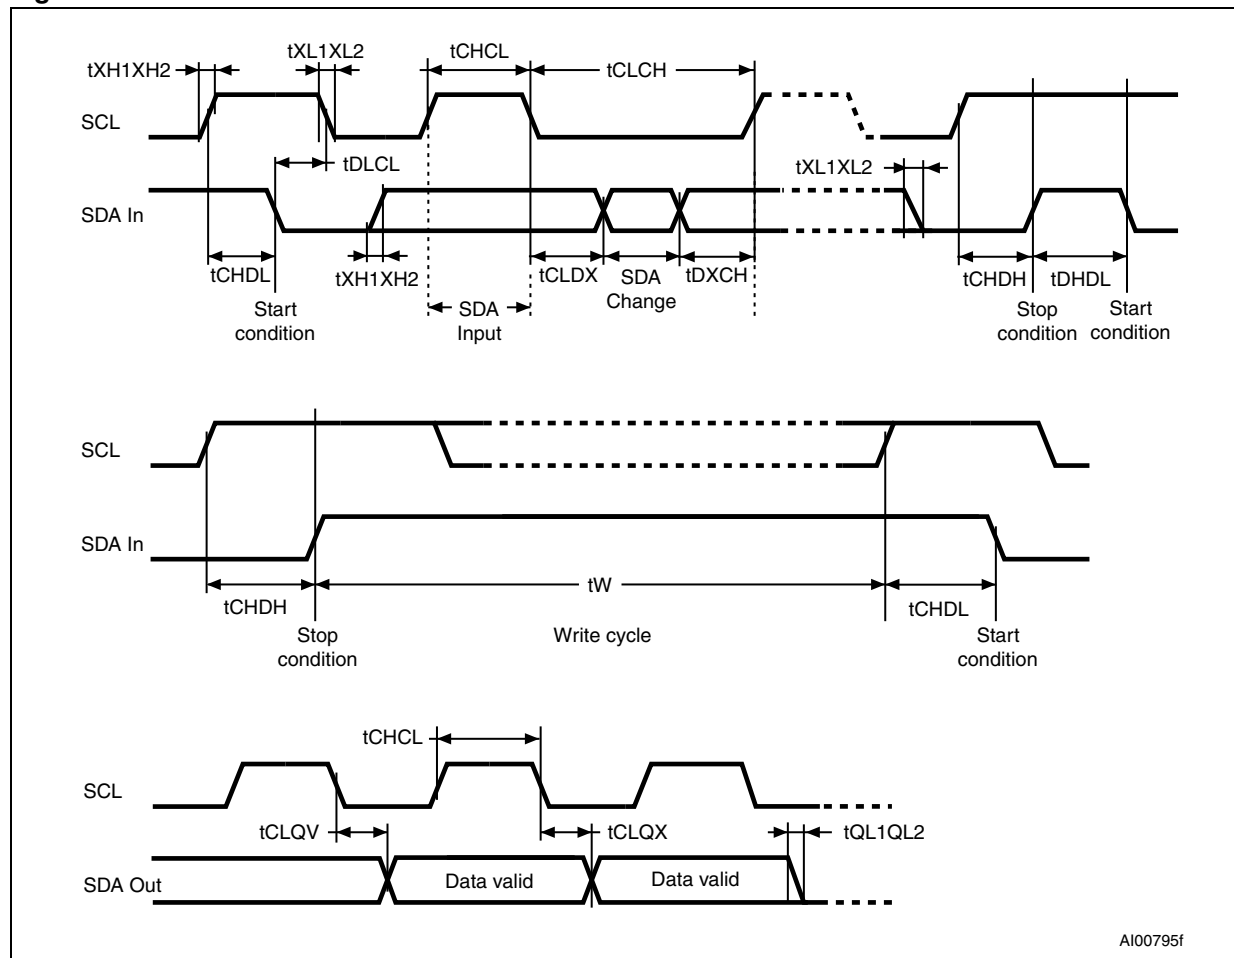 tXH1XH2
tXL1XL2
tCHCL
tCLCH
SCL
tDLCL
tXL1XL2
SDA In
tCHDL
tXH1XH2
tCLDX
SDA
Change
tDXCH
tCHDH
tDHDL
Start
condition
SDA
Input
Stop
condition
Start
condition
SCL
SDA In
tCHDH
tW
tCHDL
Stop
condition
Write cycle
Start
condition
tCHCL
SCL
tCLQV
tCLQX
tQL1QL2
SDA Out
Data valid
Data valid
AI00795f